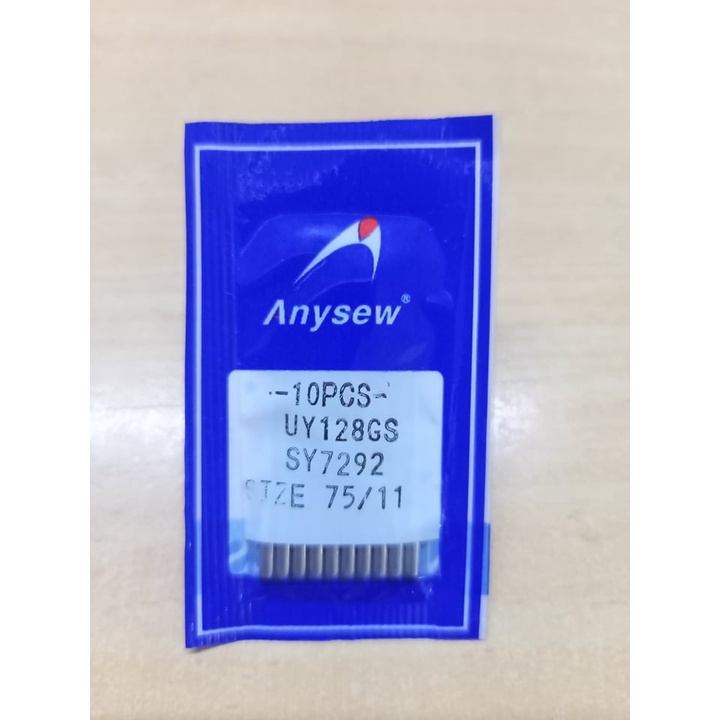 Anysew®
-10PCS-
UY128GS
SY7292
SIZE 75/11